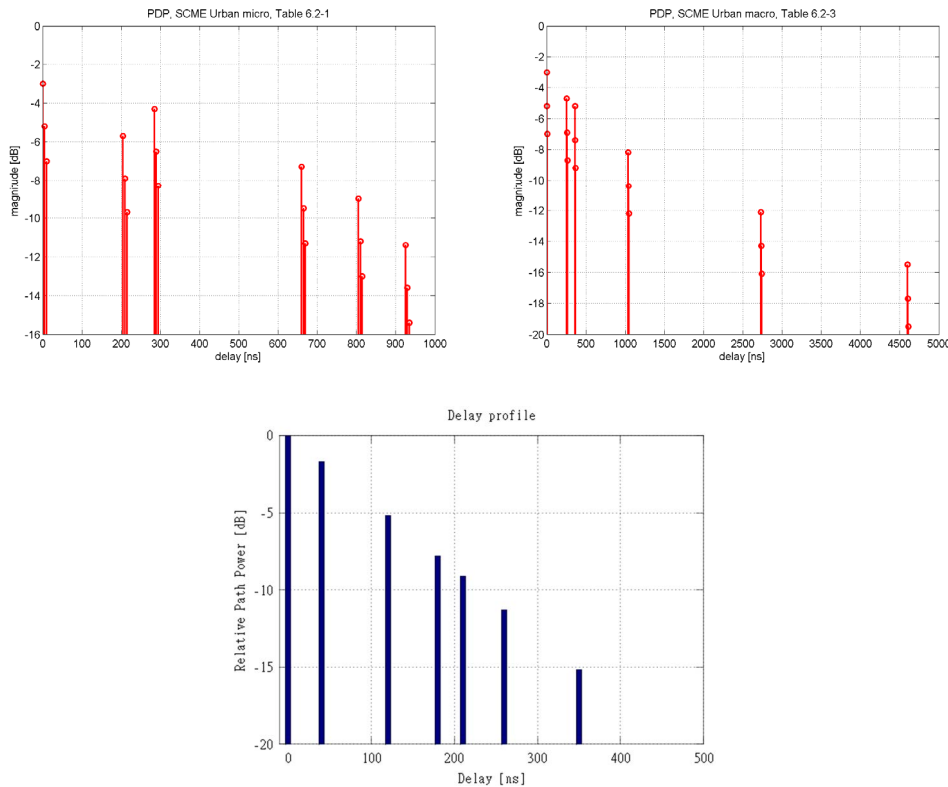 PDP, SCME Urban micro, Table 6.2-1
magnitude [dB]
0
-2
-4
-6
-8
-10
-12
-14
-16
0 100 200 300 400 500 600 700 800 900 1000
delay [ns]
PDP, SCME Urban macro, Table 6.2-3
magnitude [dB]
0
-2
-4
-6
-8
-10
-12
-14
-16
-18
-20
0 500 1000 1500 2000 2500 3000 3500 4000 4500 5000
delay [ns]
Delay profile
Relative Path Power [dB]
0
-5
-10
-15
-20
0 100 200 300 400 500
Delay [ns]